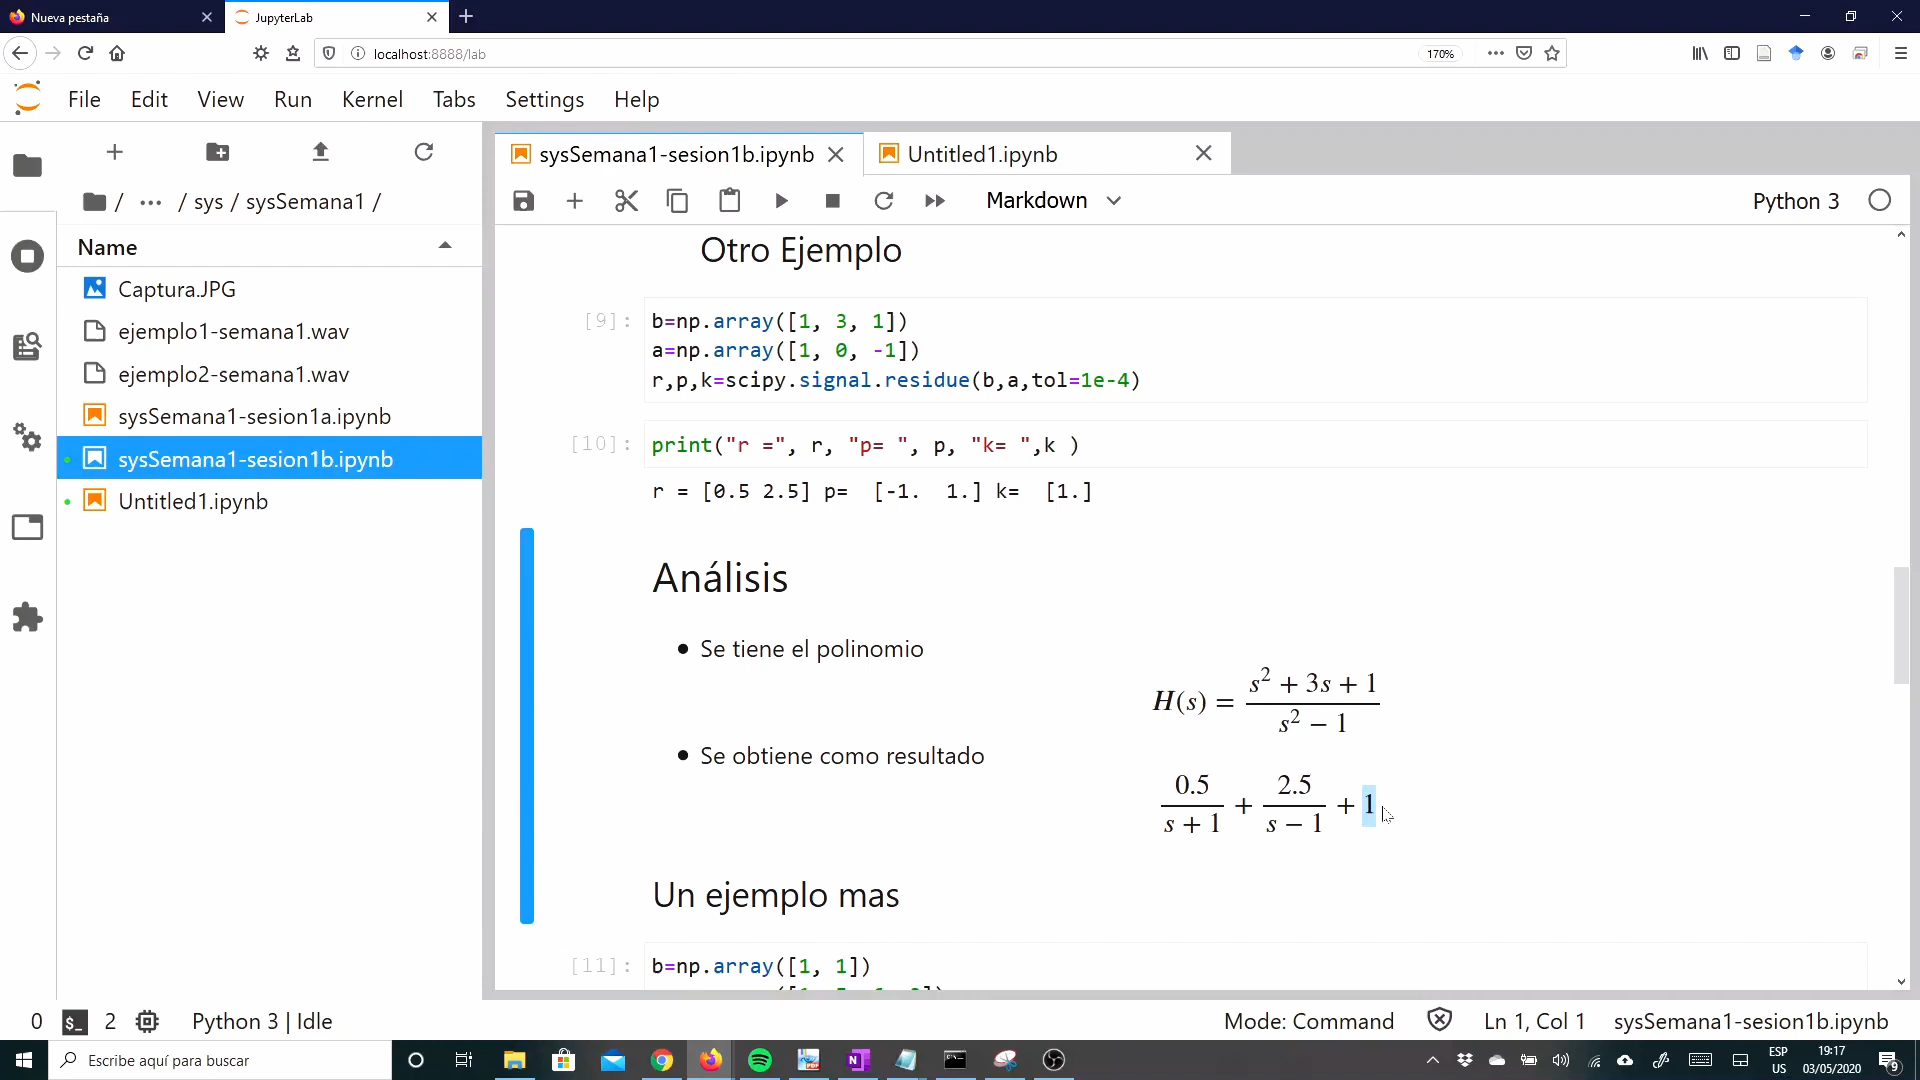 Nueva pestaña
JupyterLab
localhost:8888/lab
170%
File Edit View Run Kernel Tabs Settings Help
/ ··· / sys / sysSemana1 /
Name
Captura.JPG
ejemplo1-semana1.wav
ejemplo2-semana1.wav
sysSemana1-sesion1a.ipynb
sysSemana1-sesion1b.ipynb
Untitled1.ipynb
sysSemana1-sesion1b.ipynb
Untitled1.ipynb
Markdown
Python 3
Otro Ejemplo
[9]:
b=np.array([1, 3, 1])
a=np.array([1, 0, -1])
r,p,k=scipy.signal.residue(b,a,tol=1e-4)
[10]:
print("r =", r, "p= ", p, "k= ",k )
r = [0.5 2.5] p=  [-1.  1.] k=  [1.]
Análisis
• Se tiene el polinomio
H(s) = (s² + 3s + 1)/(s² − 1)
• Se obtiene como resultado
0.5/(s + 1) + 2.5/(s − 1) + 1
Un ejemplo mas
[11]:
b=np.array([1, 1])
0 $_ 2 Python 3 | Idle
Mode: Command
Ln 1, Col 1
sysSemana1-sesion1b.ipynb
Escribe aquí para buscar
ESP
US
19:17
03/05/2020
9